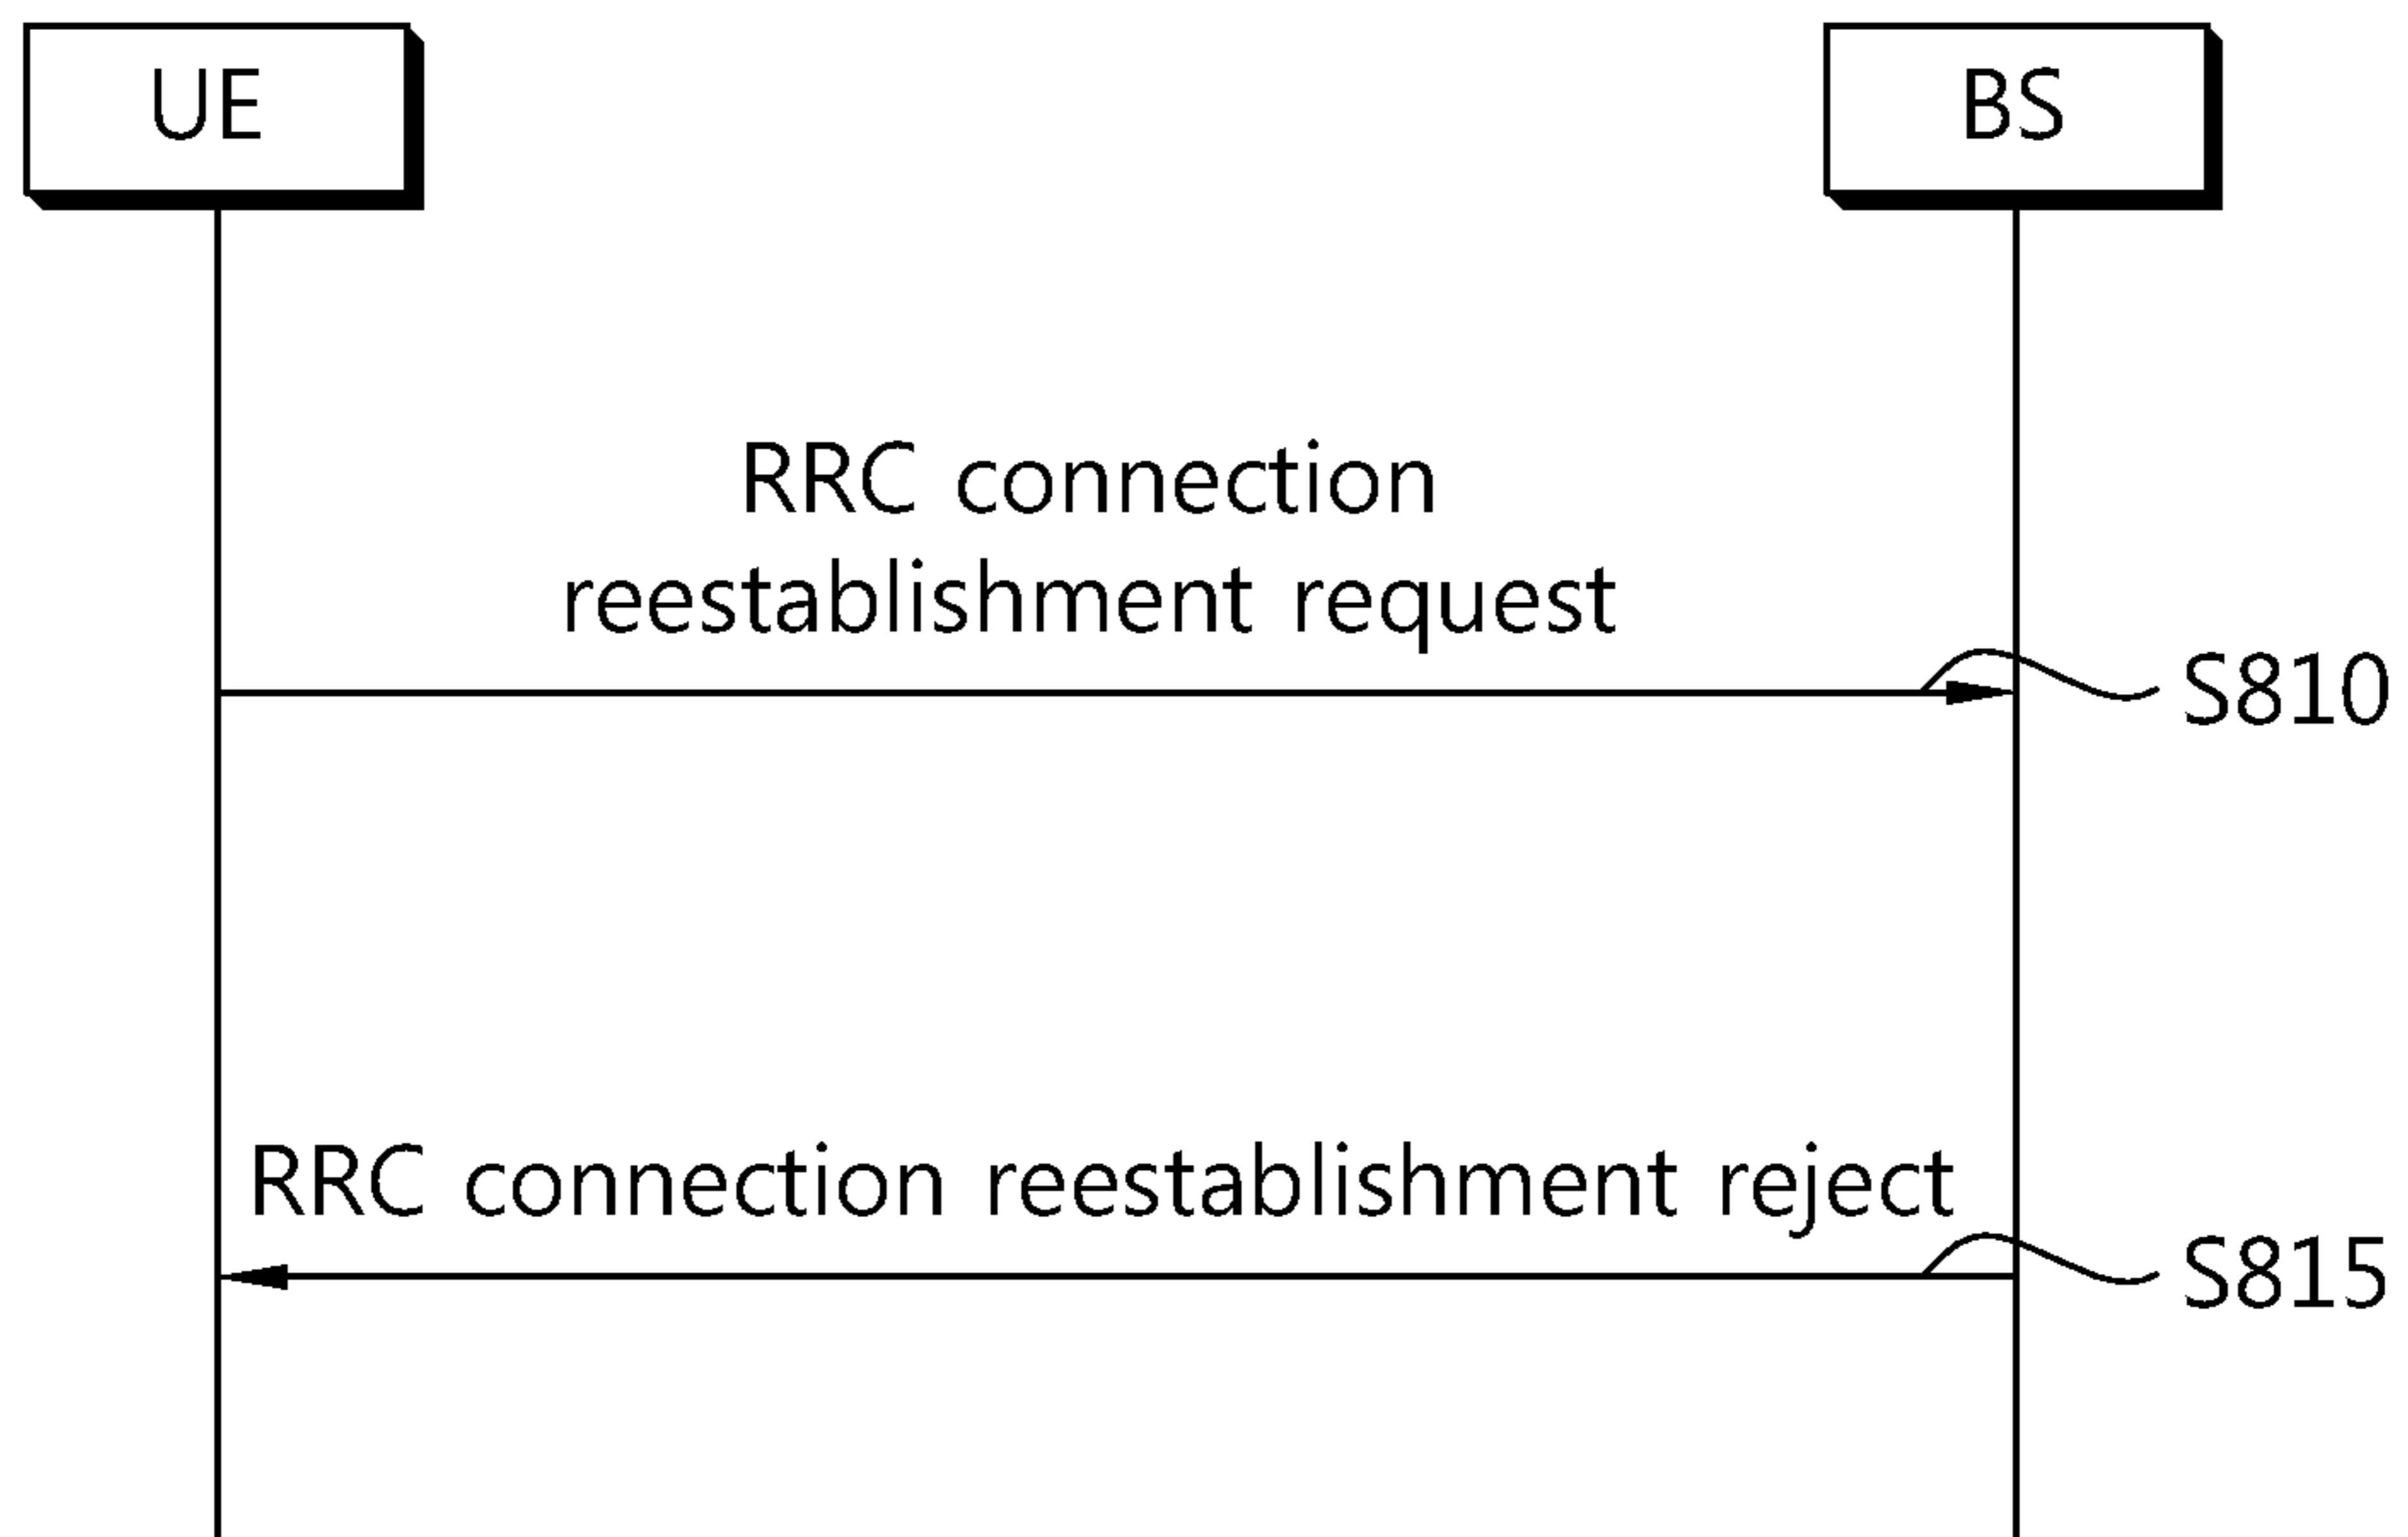 UE
BS
RRC connection
reestablishment request
S810
RRC connection reestablishment reject
S815